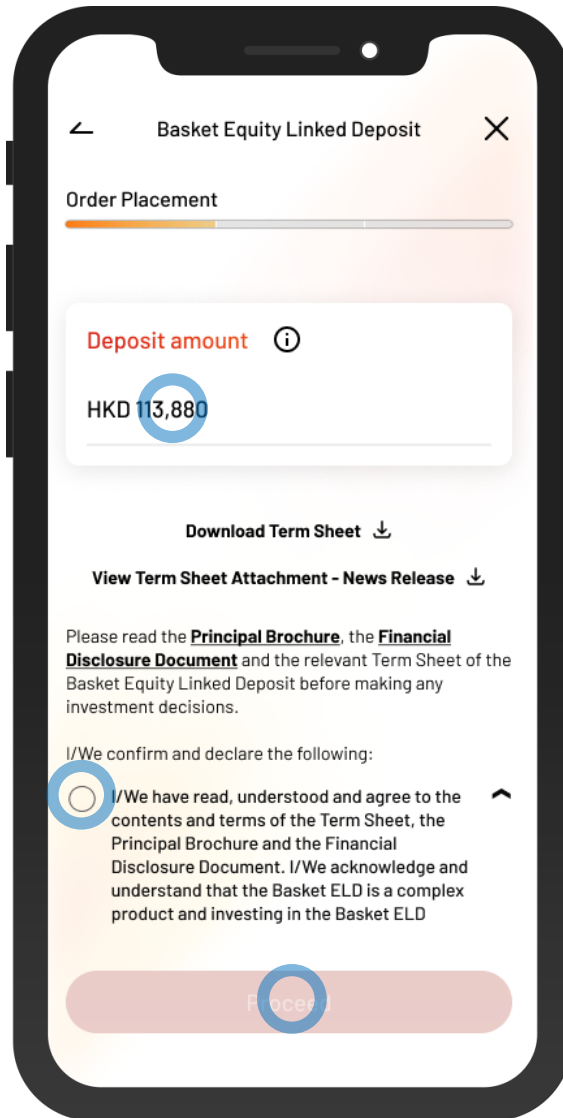 Basket Equity Linked Deposit
Order Placement
Deposit amount
HKD 113,880
Download Term Sheet
View Term Sheet Attachment - News Release
Please read the Principal Brochure, the Financial
Disclosure Document and the relevant Term Sheet of the
Basket Equity Linked Deposit before making any
investment decisions.
I/We confirm and declare the following:
I/We have read, understood and agree to the
contents and terms of the Term Sheet, the
Principal Brochure and the Financial
Disclosure Document. I/We acknowledge and
understand that the Basket ELD is a complex
product and investing in the Basket ELD
Proceed